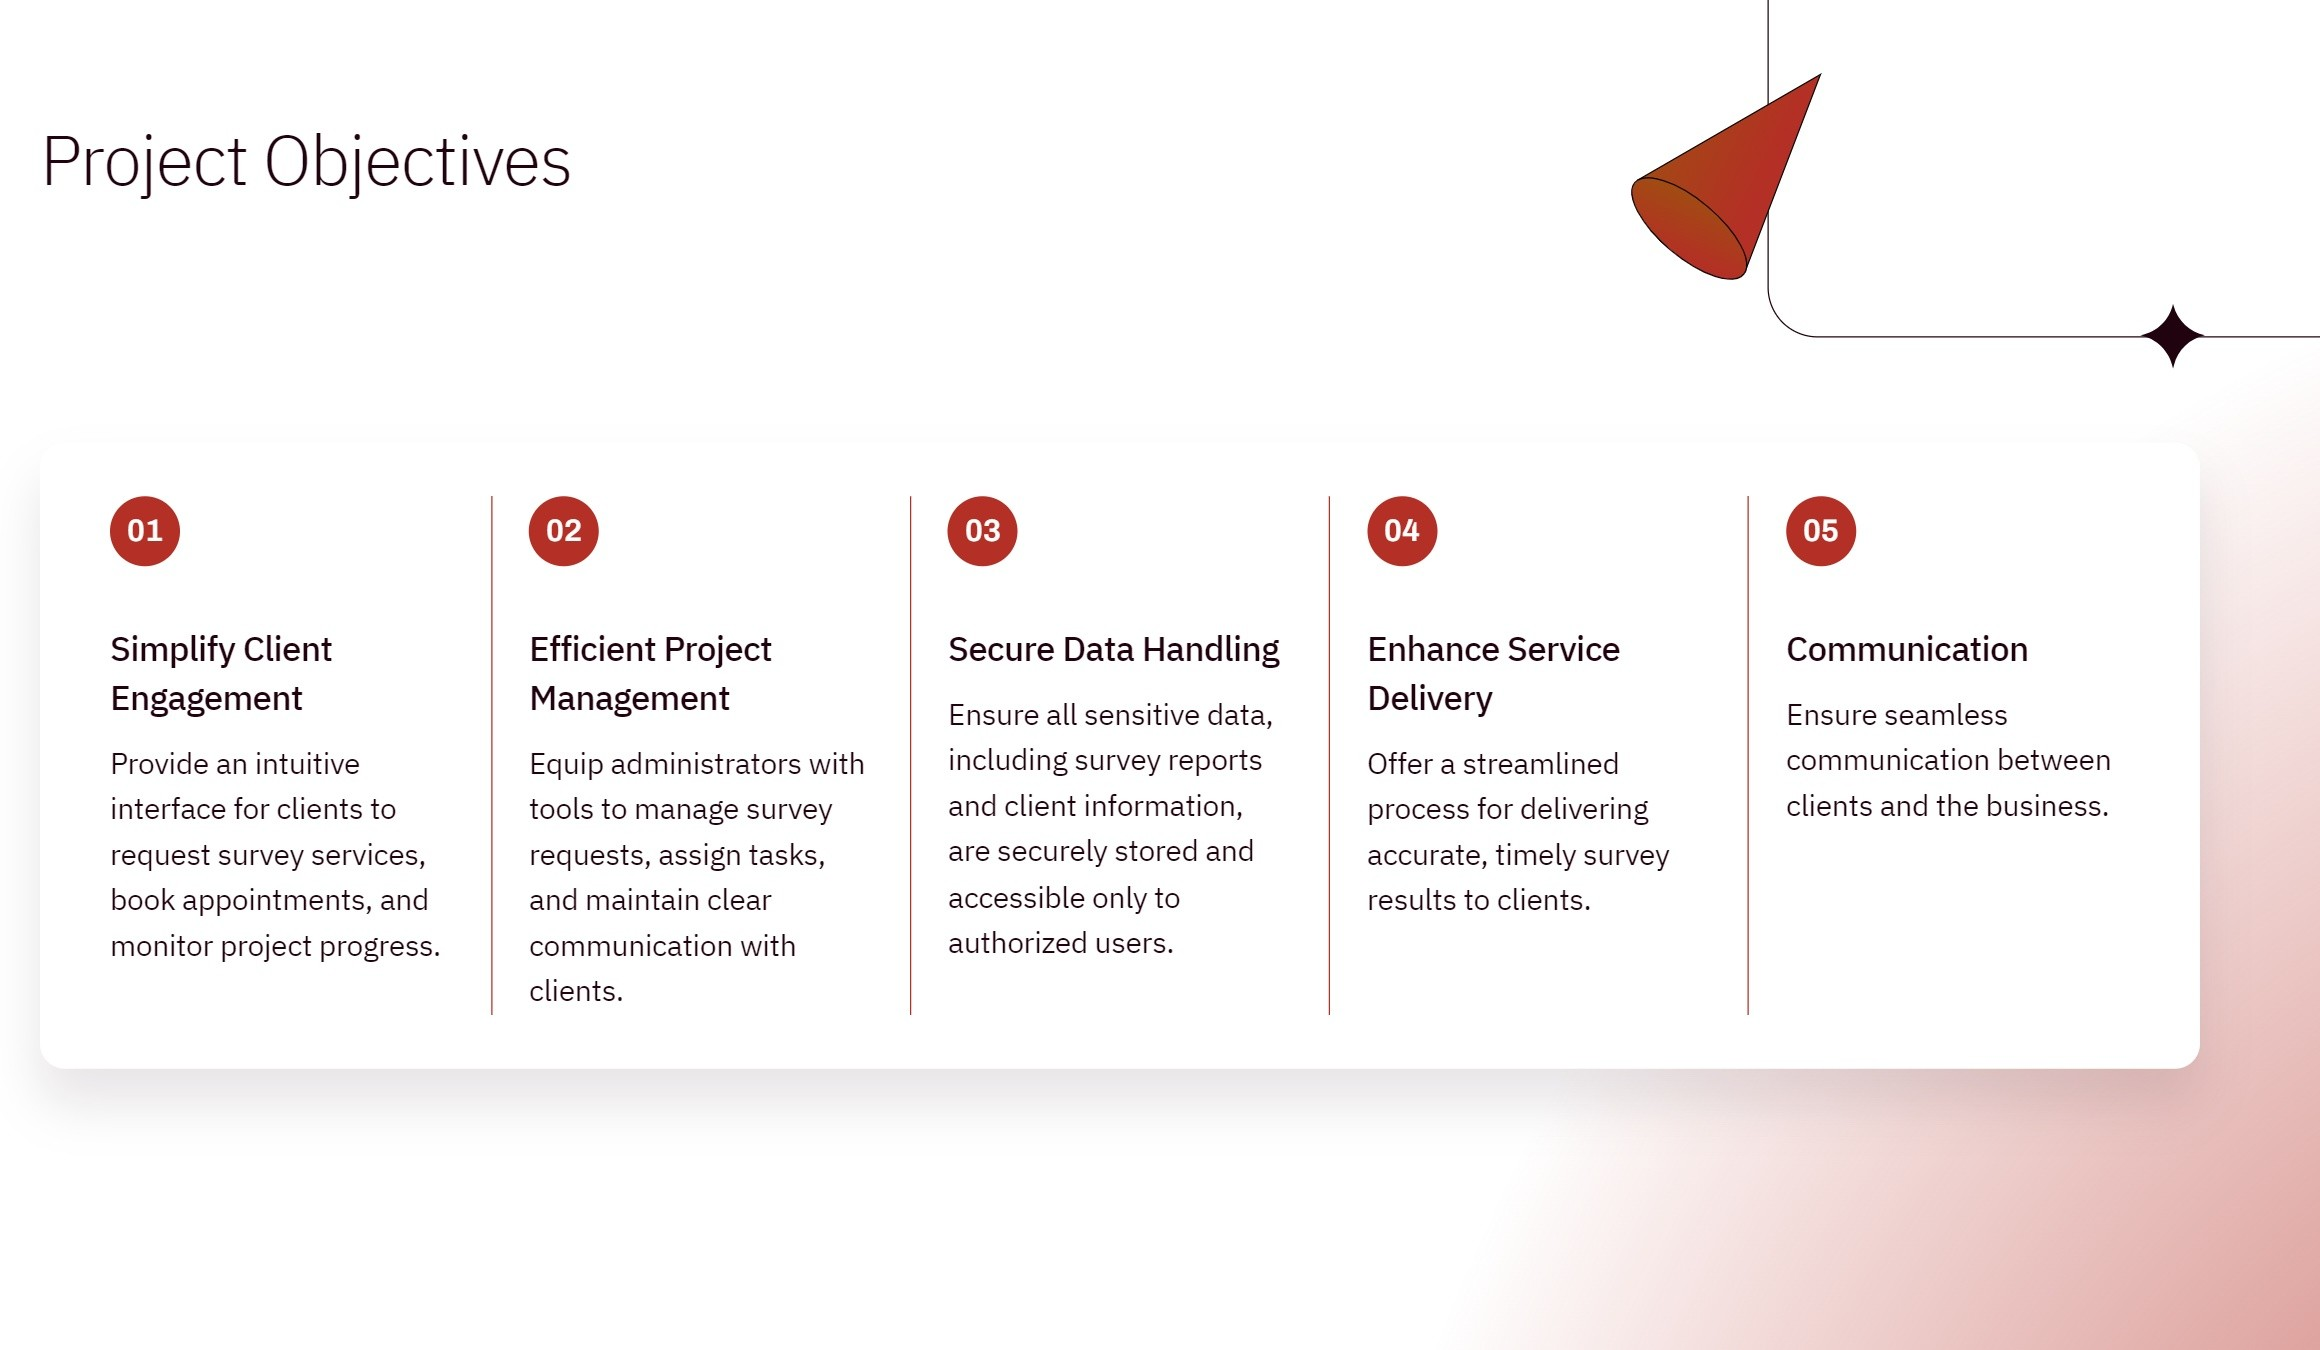 Project Objectives
01
Simplify Client
Engagement
Provide an intuitive
interface for clients to
request survey services,
book appointments, and
monitor project progress.
02
Efficient Project
Management
Equip administrators with
tools to manage survey
requests, assign tasks,
and maintain clear
communication with
clients.
03
Secure Data Handling
Ensure all sensitive data,
including survey reports
and client information,
are securely stored and
accessible only to
authorized users.
04
Enhance Service
Delivery
Offer a streamlined
process for delivering
accurate, timely survey
results to clients.
05
Communication
Ensure seamless
communication between
clients and the business.